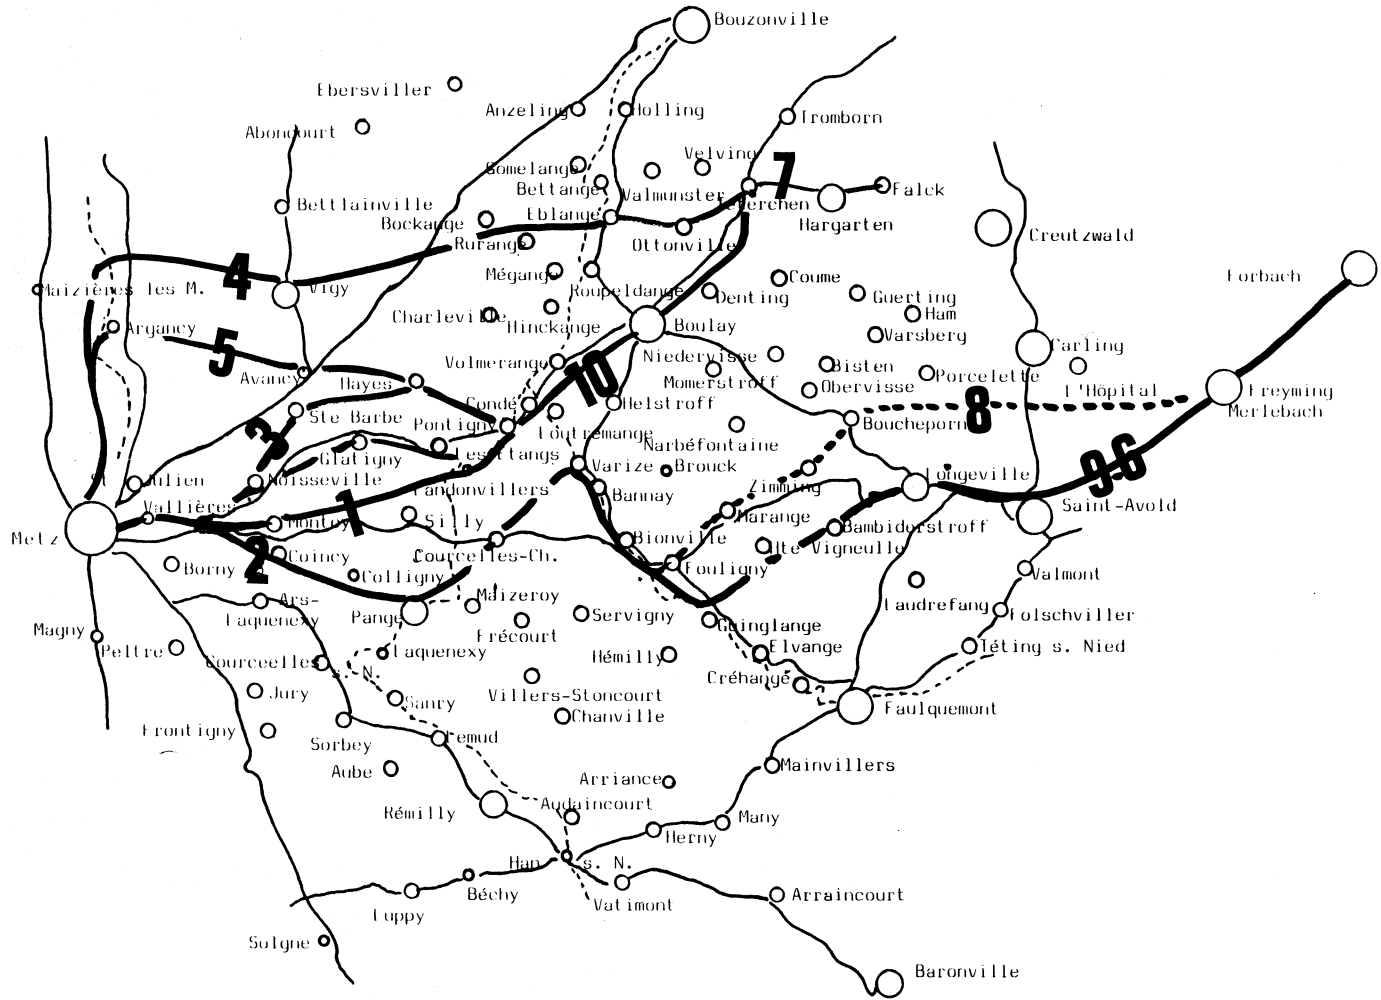 Bouzonville
Ebersviller
Anzeling
Holling
Tromborn
Aboncourt
Velving
7
Gomelange
Bettange
Valmunster
Teterchen
Falck
Bettlainville
Bockange
Eblange
Hargarten
Creutzwald
Rurange
Ottonville
4
Mégange
Coume
Forbach
Maizières les M.
Vigy
Roupeldange
Denting
Guerting
Charleville
Hinckange
Boulay
Ham
Argancy
Varsberg
5
Niedervisse
Carling
Volmerange
10
Bisten
Avancy
Hayes
Momerstroff
Obervisse
Porcelette
L'Hôpital
Freyming
Merlebach
Condé
Helstroff
8
Ste Barbe
Pontigny
Loutremange
Boucheporn
3
Narbéfontaine
Glatigny
Les Etangs
Varize
Brouck
9-6
St Julien
Noisseville
Landonvillers
Bannay
Zimming
Longeville
Vallières
1
Saint-Avold
Montoy
Silly
Marange
Bambiderstroff
Metz
Bionville
Hte Vigneulle
2
Coincy
Courcelles-Ch.
Borny
Colligny
Fouligny
Valmont
Ars-
Laquenexy
Maizeroy
Laudrefang
Folschviller
Pange
Servigny
Magny
Frécourt
Guinglange
Peltre
Laquenexy
Hémilly
Elvange
Téting s. Nied
Courcelles s. N.
Créhange
Jury
Sanry
Villers-Stoncourt
Chanville
Faulquemont
Frontigny
Lemud
Sorbey
Aube
Arriance
Mainvillers
Rémilly
Audaincourt
Many
Herny
Han s. N.
Béchy
Arraincourt
Luppy
Vatimont
Solgne
Baronville